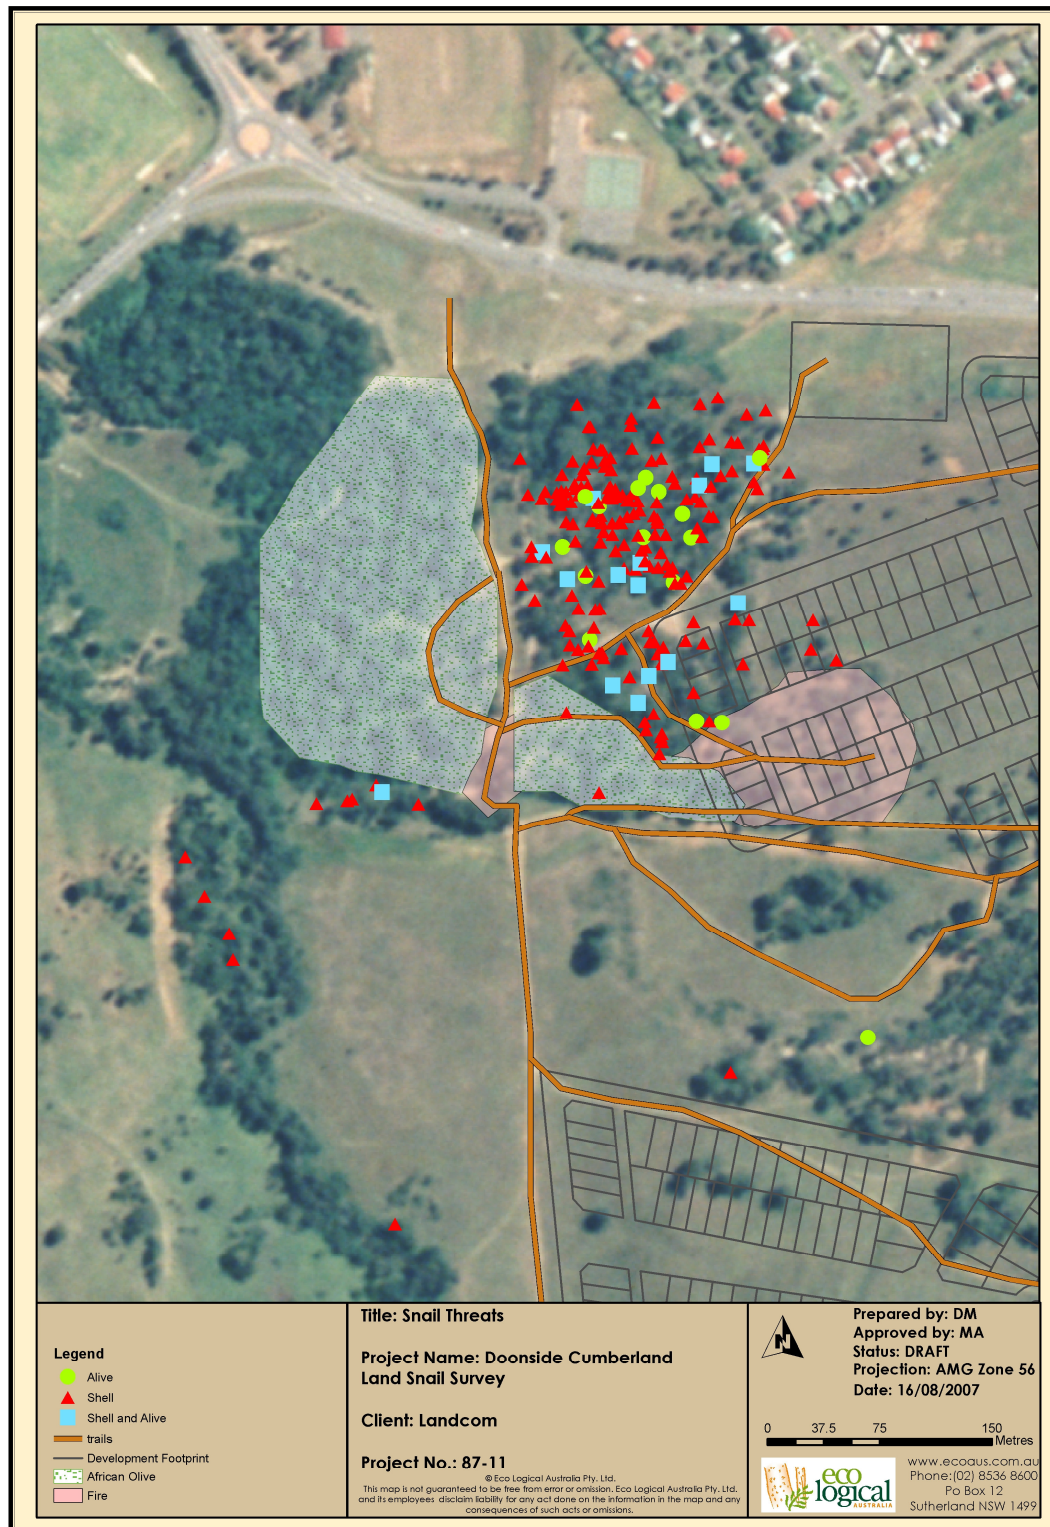 Legend
Alive
Shell
Shell and Alive
trails
Development Footprint
African Olive
Fire
Title: Snail Threats
Project Name: Doonside Cumberland
Land Snail Survey
Client: Landcom
Project No.: 87-11
© Eco Logical Australia Pty. Ltd.
This map is not guaranteed to be free from error or omission. Eco Logical Australia Pty. Ltd.
and its employees disclaim liability for any act done on the information in the map and any
consequences of such acts or omissions.
N
Prepared by: DM
Approved by: MA
Status: DRAFT
Projection: AMG Zone 56
Date: 16/08/2007
0 37.5 75 150
Metres
eco
logical
AUSTRALIA
www.ecoaus.com.au
Phone:(02) 8536 8600
Po Box 12
Sutherland NSW 1499